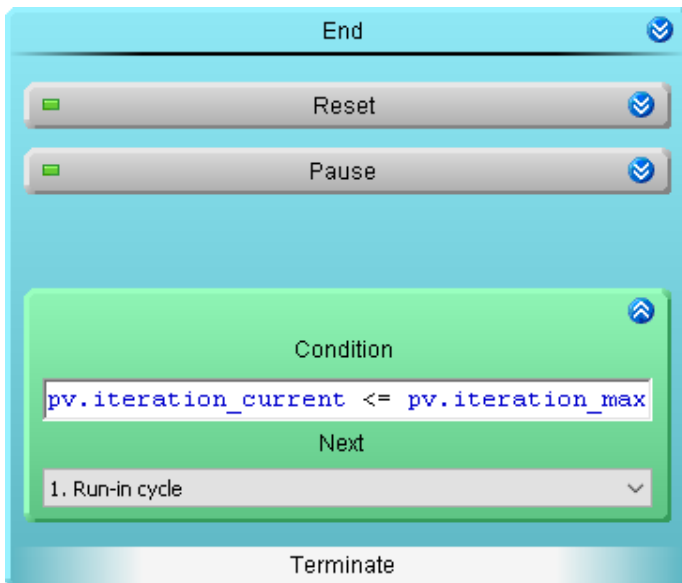 End
Reset
Pause
Condition
pv.iteration_current <= pv.iteration_max
Next
1. Run-in cycle
Terminate